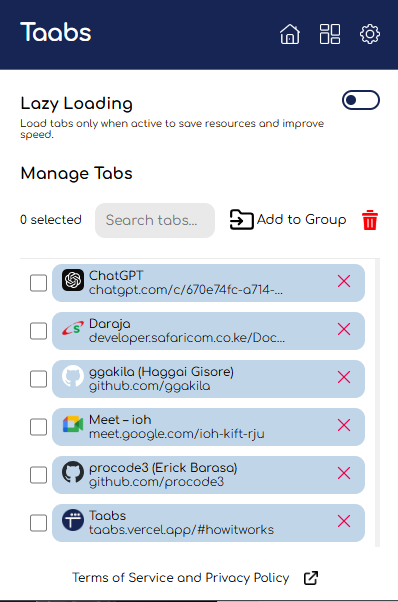 Taabs
Lazy Loading
Load tabs only when active to save resources and improve
speed.
Manage Tabs
0 selected
Search tabs...
Add to Group
ChatGPT
chatgpt.com/c/670e74fc-a714-...
Daraja
developer.safaricom.co.ke/Doc...
ggakila (Haggai Gisore)
github.com/ggakila
Meet – ioh
meet.google.com/ioh-kift-rju
procode3 (Erick Barasa)
github.com/procode3
Taabs
taabs.vercel.app/#howitworks
Terms of Service and Privacy Policy